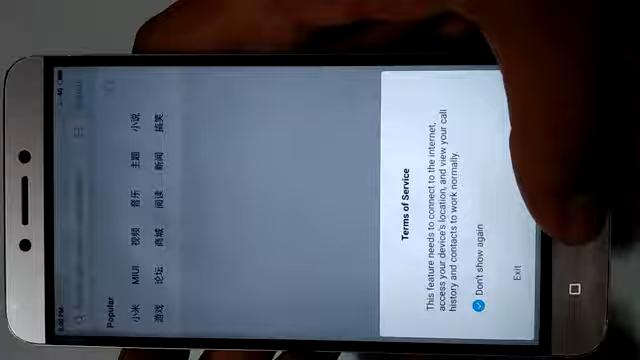 Popular
小米 MIUI 视频 音乐 主题 小说
游戏 论坛 商城 阅读 新闻 搞笑
Terms of Service
This feature needs to connect to the internet,
access your device's location, and view your call
history and contacts to work normally.
Don't show again
Exit